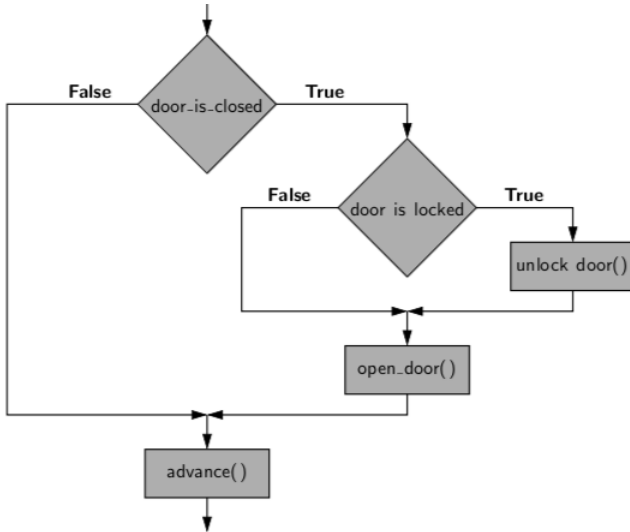 False
True
door_is_closed
False
True
door is locked
unlock door()
open_door()
advance()